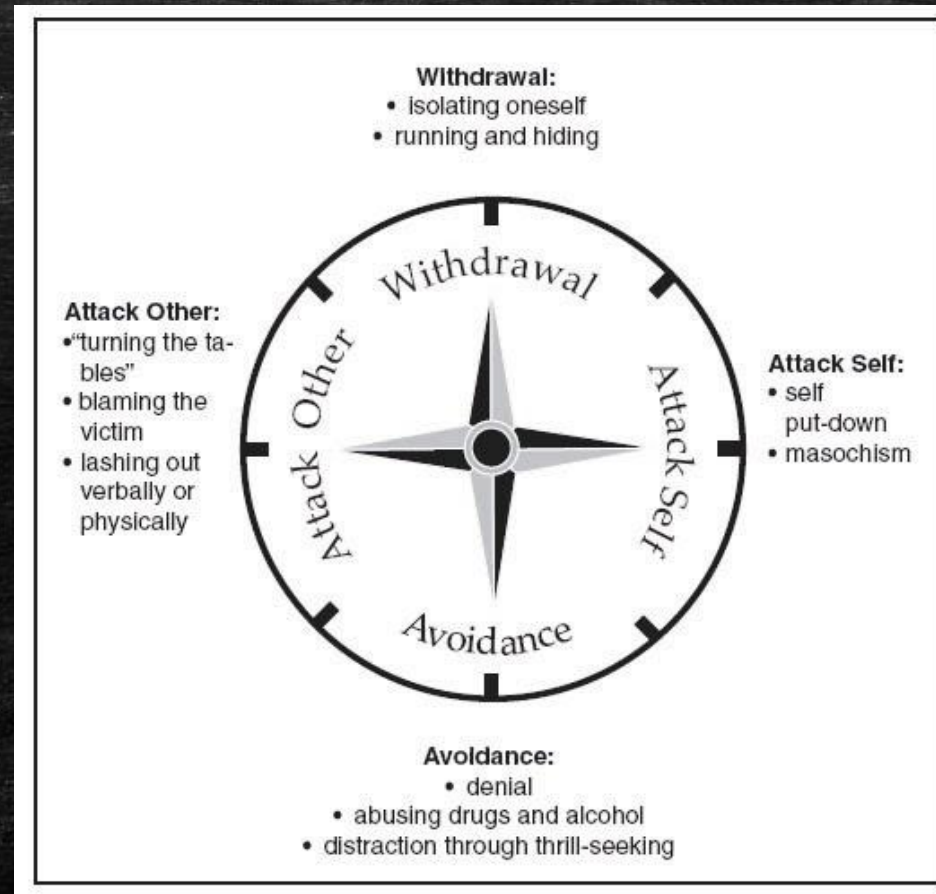 Withdrawal:
• isolating oneself
• running and hiding
Withdrawal
Attack Other:
•“turning the ta-
bles”
• blaming the
victim
• lashing out
verbally or
physically
Attack Other
Attack Self
Attack Self:
• self
put-down
• masochism
Avoidance
Avoidance:
• denial
• abusing drugs and alcohol
• distraction through thrill-seeking